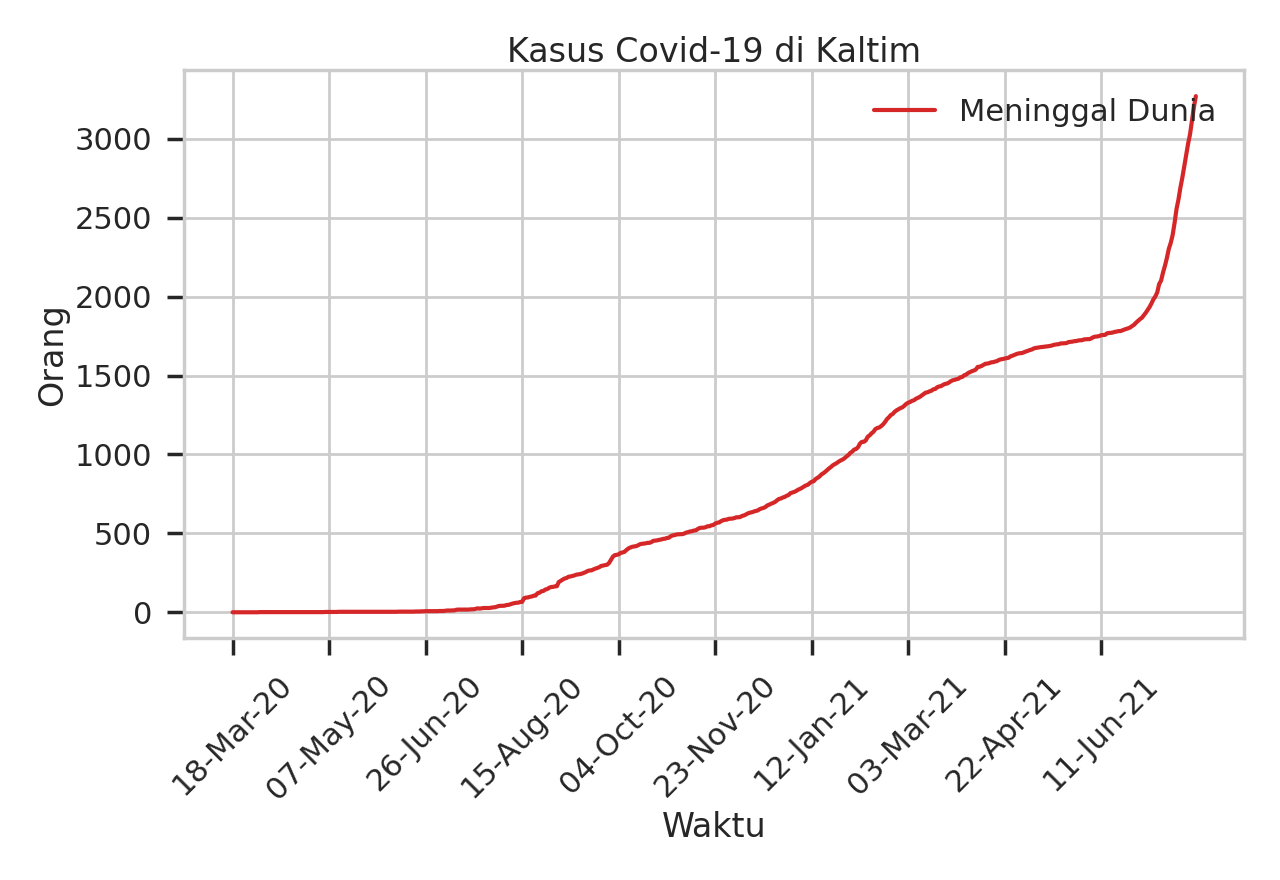 Kasus Covid-19 di Kaltim
Meninggal Dunia
3000
2500
2000
1500
1000
500
0
Orang
18-Mar-20
07-May-20
26-Jun-20
15-Aug-20
04-Oct-20
23-Nov-20
12-Jan-21
03-Mar-21
22-Apr-21
11-Jun-21
Waktu